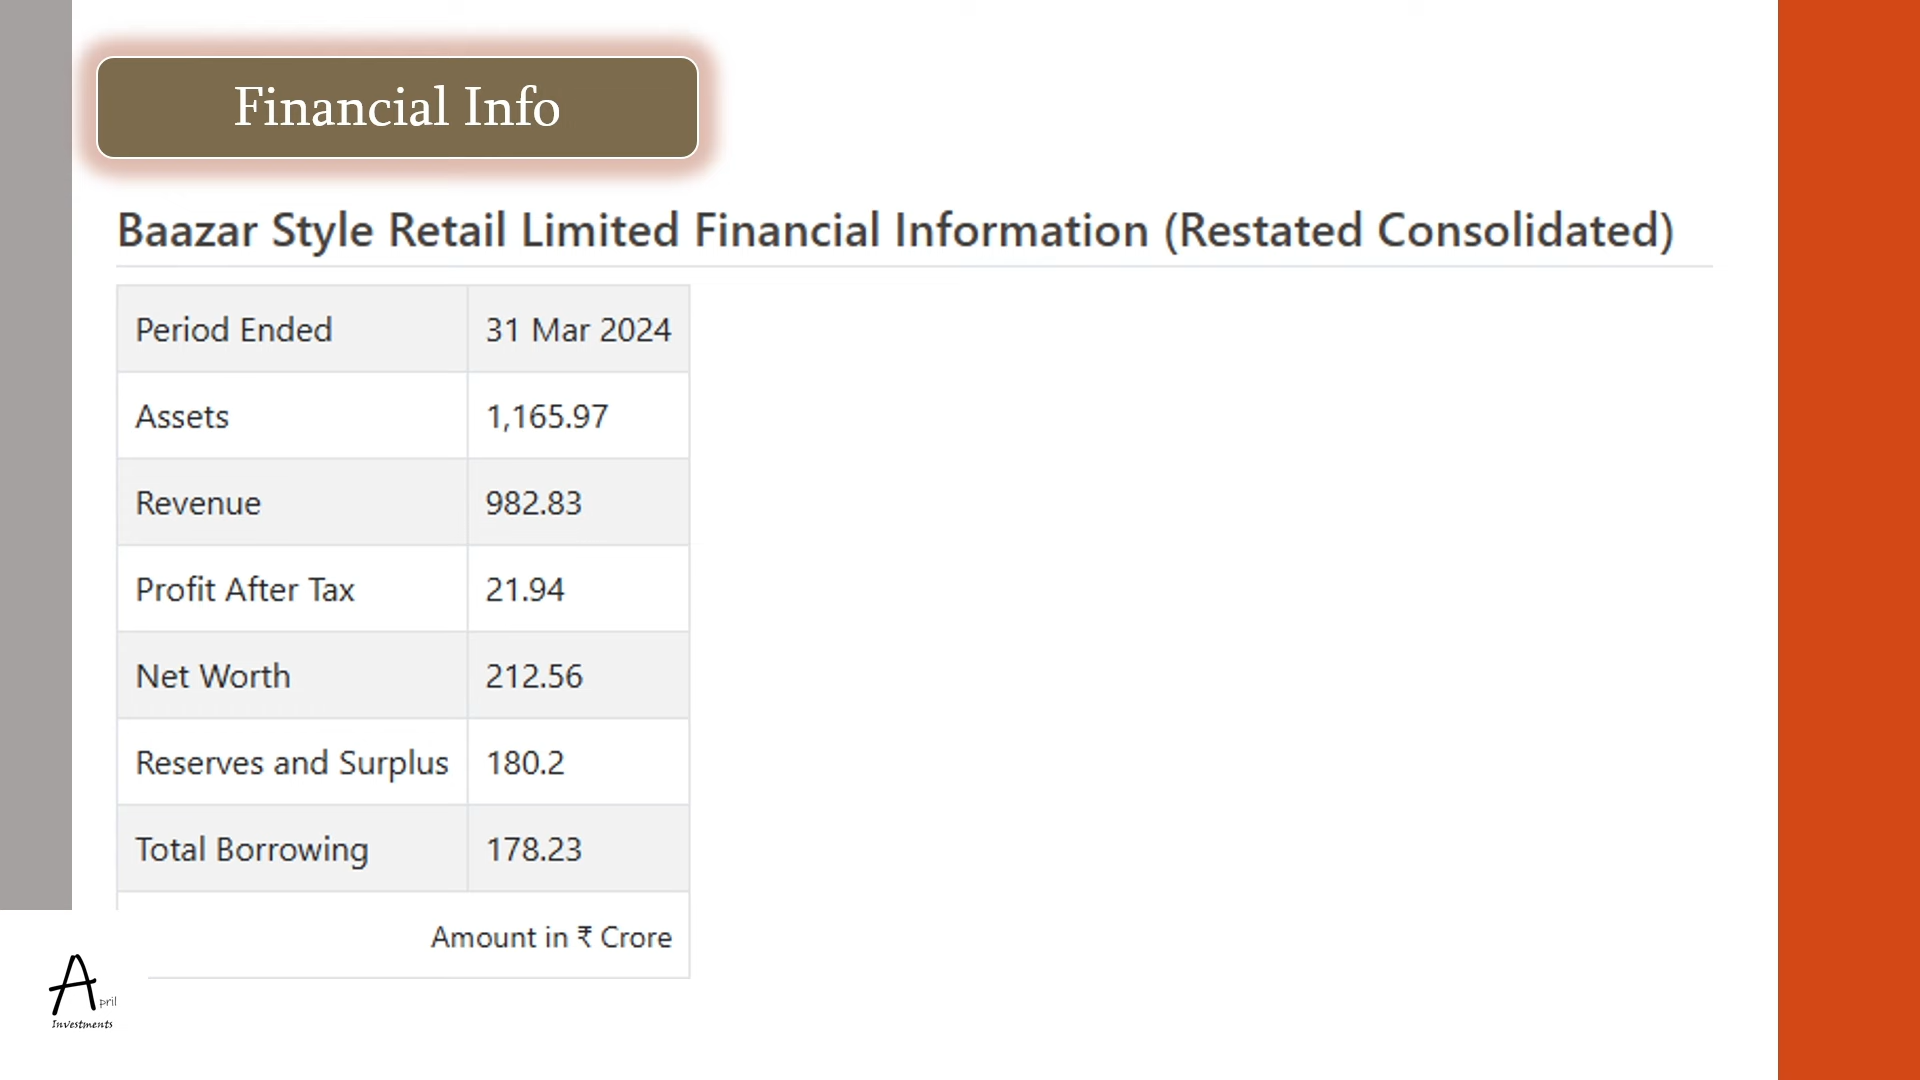 Financial Info
Baazar Style Retail Limited Financial Information (Restated Consolidated)
Period Ended 31 Mar 2024
Assets 1,165.97
Revenue 982.83
Profit After Tax 21.94
Net Worth 212.56
Reserves and Surplus 180.2
Total Borrowing 178.23
Amount in ₹ Crore
April
Investments